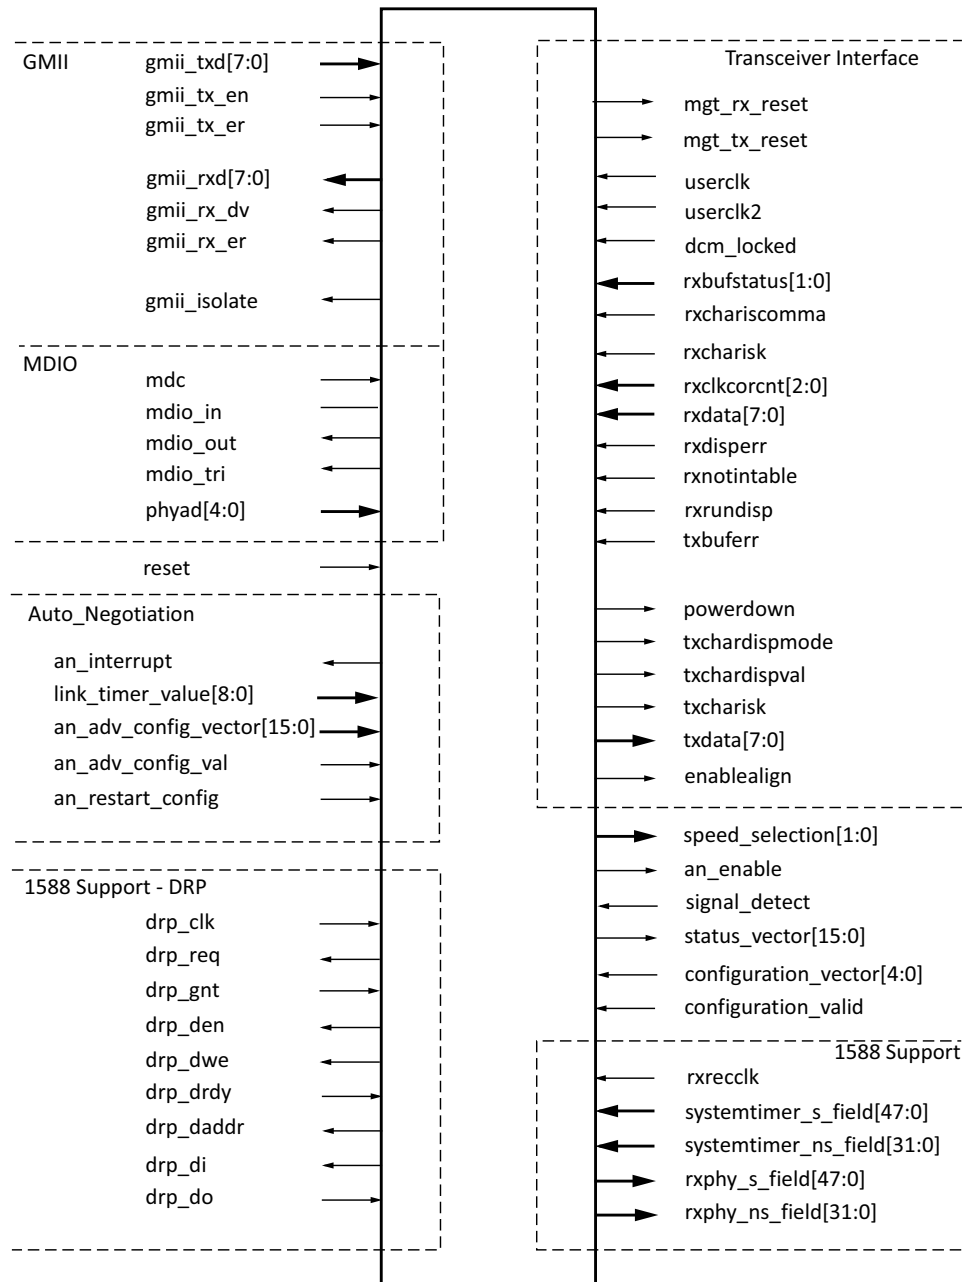 GMII
gmii_txd[7:0]
gmii_tx_en
gmii_tx_er
gmii_rxd[7:0]
gmii_rx_dv
gmii_rx_er
gmii_isolate
MDIO
mdc
mdio_in
mdio_out
mdio_tri
phyad[4:0]
reset
Auto_Negotiation
an_interrupt
link_timer_value[8:0]
an_adv_config_vector[15:0]
an_adv_config_val
an_restart_config
1588 Support - DRP
drp_clk
drp_req
drp_gnt
drp_den
drp_dwe
drp_drdy
drp_daddr
drp_di
drp_do
Transceiver Interface
mgt_rx_reset
mgt_tx_reset
userclk
userclk2
dcm_locked
rxbufstatus[1:0]
rxchariscomma
rxcharisk
rxclkcorcnt[2:0]
rxdata[7:0]
rxdisperr
rxnotintable
rxrundisp
txbuferr
powerdown
txchardispmode
txchardispval
txcharisk
txdata[7:0]
enablealign
speed_selection[1:0]
an_enable
signal_detect
status_vector[15:0]
configuration_vector[4:0]
configuration_valid
1588 Support
rxrecclk
systemtimer_s_field[47:0]
systemtimer_ns_field[31:0]
rxphy_s_field[47:0]
rxphy_ns_field[31:0]